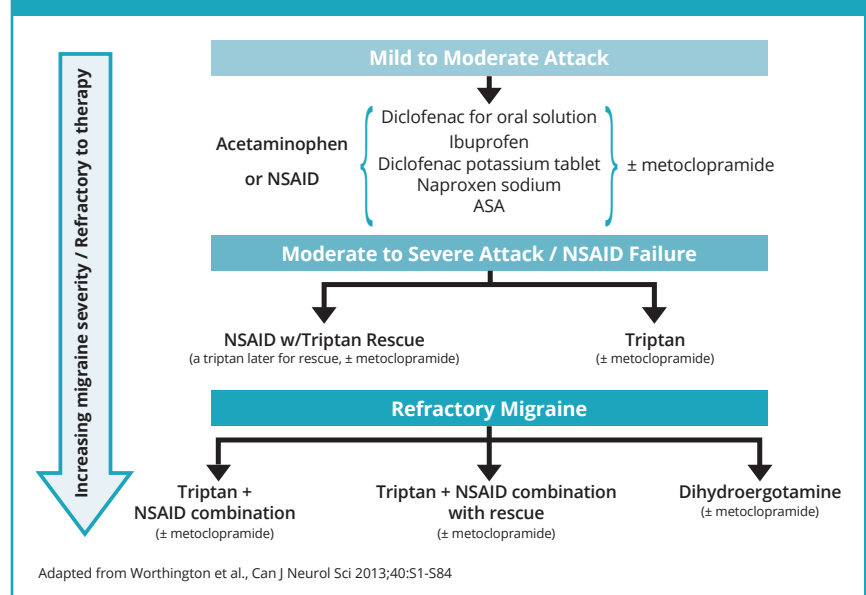 Increasing migraine severity / Refractory to therapy
Mild to Moderate Attack
Acetaminophen
or NSAID
Diclofenac for oral solution
Ibuprofen
Diclofenac potassium tablet
Naproxen sodium
ASA
± metoclopramide
Moderate to Severe Attack / NSAID Failure
NSAID w/Triptan Rescue
(a triptan later for rescue, ± metoclopramide)
Triptan
(± metoclopramide)
Refractory Migraine
Triptan +
NSAID combination
(± metoclopramide)
Triptan + NSAID combination
with rescue
(± metoclopramide)
Dihydroergotamine
(± metoclopramide)
Adapted from Worthington et al., Can J Neurol Sci 2013;40:S1-S84